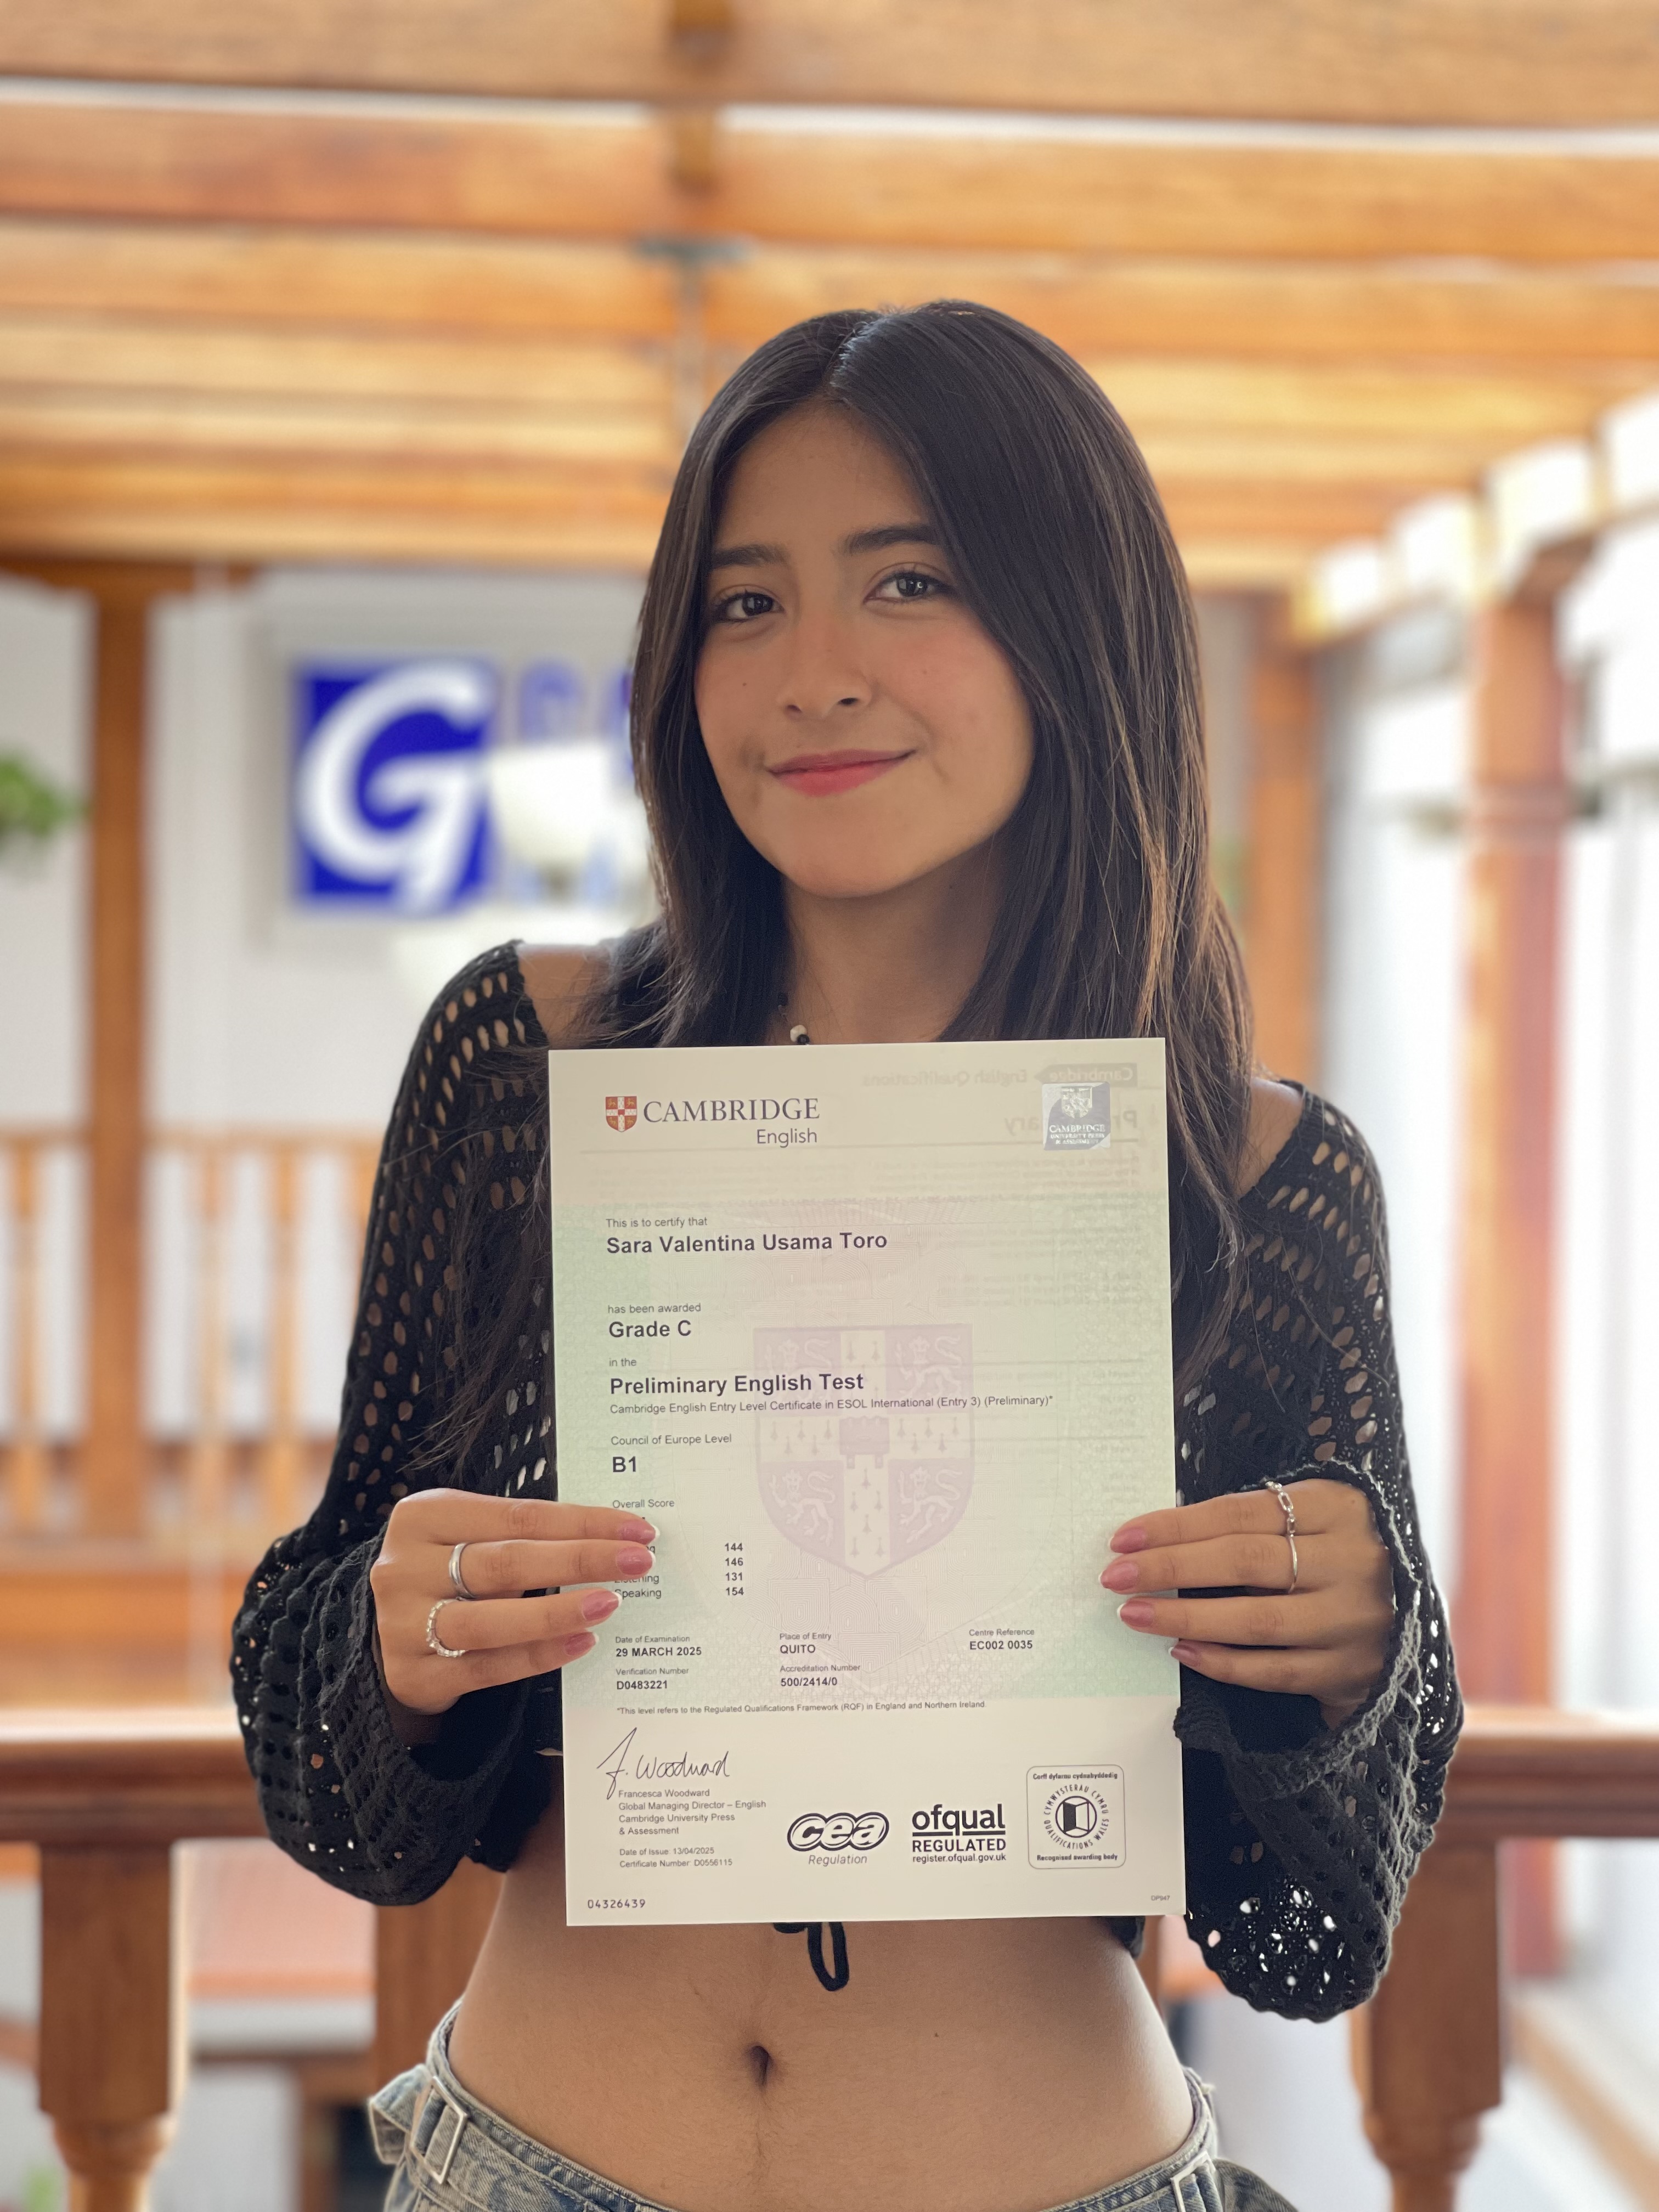 G
CAMBRIDGE
English
CAMBRIDGE
This is to certify that
Sara Valentina Usama Toro
has been awarded
Grade C
in the
Preliminary English Test
Cambridge English Entry Level Certificate in ESOL International (Entry 3) (Preliminary)*
Council of Europe Level
B1
Overall Score
144
146
131
Speaking 154
Date of Examination Place of Entry Centre Reference
29 MARCH 2025 QUITO EC002 0035
Verification Number Accreditation Number
D0483221 500/2414/0
*This level refers to the Regulated Qualifications Framework (RQF) in England and Northern Ireland.
F. Woodward
Francesca Woodward
Global Managing Director – English
Cambridge University Press
& Assessment
Date of Issue 13/04/2025
Certificate Number D0556115
cea
Regulation
ofqual
REGULATED
register.ofqual.gov.uk
Corff dyfarnu cydnabyddedig
CYMWYSTERAU CYMRU
QUALIFICATIONS WALES
Recognised awarding body
04326439